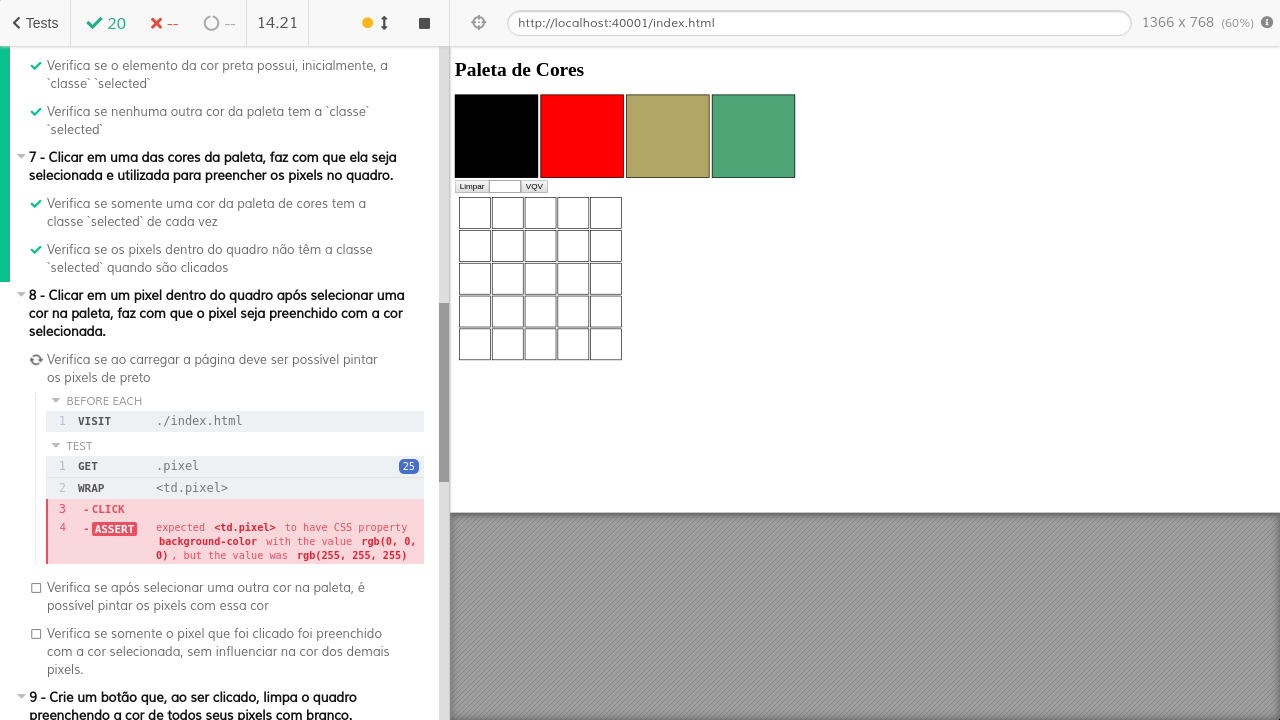 Tests
20
--
--
14.21
http://localhost:40001/index.html
1366 x 768 (60%)
Verifica se o elemento da cor preta possui, inicialmente, a
`classe` `selected`
Verifica se nenhuma outra cor da paleta tem a `classe`
`selected`
7 - Clicar em uma das cores da paleta, faz com que ela seja
selecionada e utilizada para preencher os pixels no quadro.
Verifica se somente uma cor da paleta de cores tem a
classe `selected` de cada vez
Verifica se os pixels dentro do quadro não têm a classe
`selected` quando são clicados
8 - Clicar em um pixel dentro do quadro após selecionar uma
cor na paleta, faz com que o pixel seja preenchido com a cor
selecionada.
Verifica se ao carregar a página deve ser possível pintar
os pixels de preto
BEFORE EACH
1 VISIT ./index.html
TEST
1 GET .pixel 25
2 WRAP <td.pixel>
3 -CLICK
4 -ASSERT expected <td.pixel> to have CSS property
background-color with the value rgb(0, 0,
0), but the value was rgb(255, 255, 255)
Verifica se após selecionar uma outra cor na paleta, é
possível pintar os pixels com essa cor
Verifica se somente o pixel que foi clicado foi preenchido
com a cor selecionada, sem influenciar na cor dos demais
pixels.
9 - Crie um botão que, ao ser clicado, limpa o quadro
preenchendo a cor de todos seus pixels com branco.
Paleta de Cores
Limpar VQV